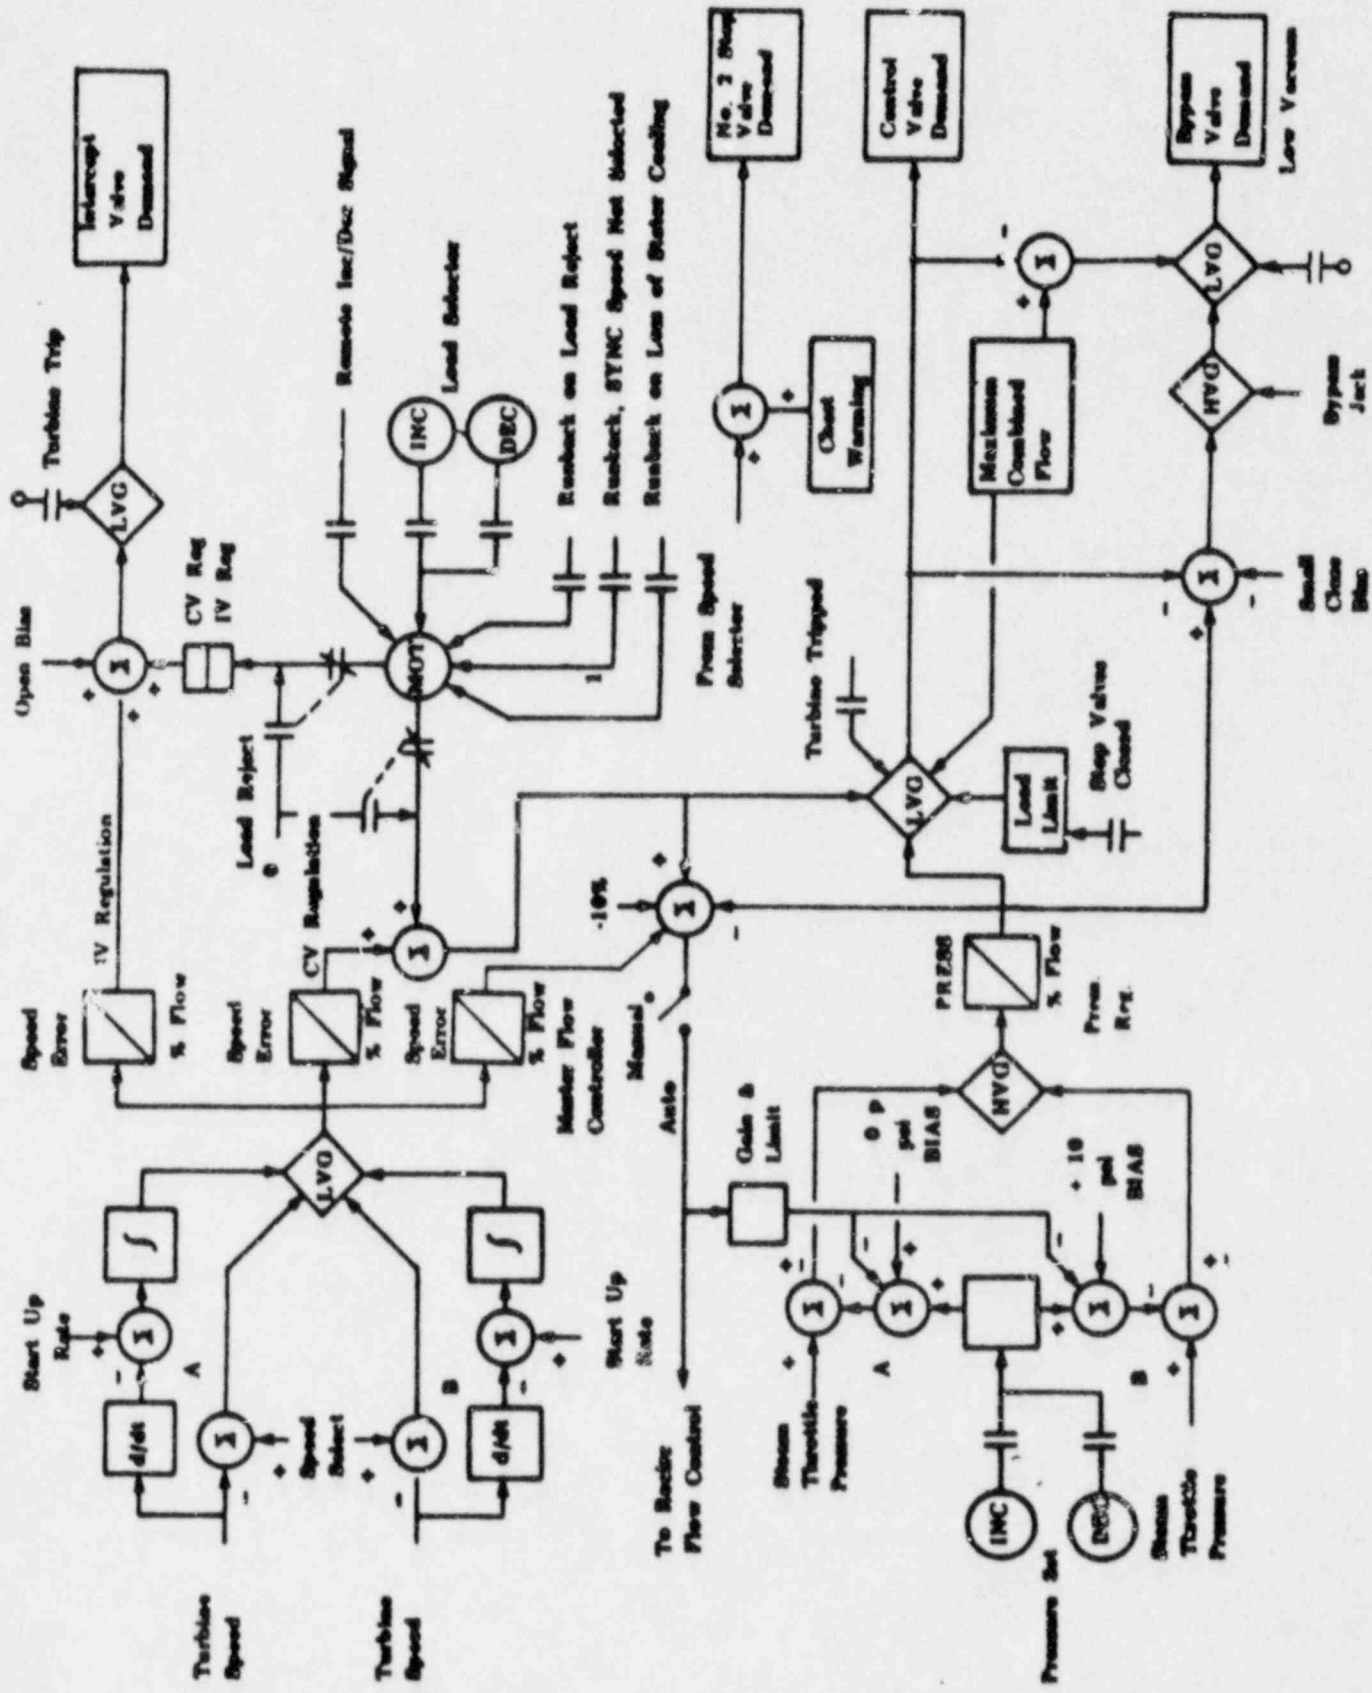 Open Bias
Turbine Trip
Intercept
Valve
Demand
LVG
Σ
IV Regulation
CV Reg
IV Reg
Speed
Error
% Flow
Remote Inc/Dec Signal
INC
DEC
Load Selector
MOT
Load Reject
CV Regulation
Speed
Error
% Flow
Σ
Runback on Load Reject
1
Runback, SYNC Speed Not Selected
Runback on Loss of Stator Cooling
Start Up
Rate
Σ
∫
d/dt
A
Σ
LVG
Turbine
Speed
Speed
Select
Turbine
Speed
Σ
B
d/dt
Σ
∫
Start Up
Rate
Speed
Error
% Flow
Master Flow
Controller
Manual
Auto
-10%
Σ
From Speed
Selector
Σ
Chest
Warming
No. 2 Stop
Valve
Demand
To Recirc
Flow Control
Gain &
Limit
Turbine Tripped
LVG
Load
Limit
Stop Valves
Closed
Control
Valve
Demand
Maximum
Combined
Flow
Σ
Steam
Throttle
Pressure
Σ
A
Σ
0 p
psi
BIAS
HVG
PRESS
% Flow
Pres.
Reg.
INC
DEC
Pressure Set
Σ
+ 10
psi
BIAS
B
Σ
Steam
Throttle
Pressure
Σ
Small
Close
Bias
HVG
Bypass
Jack
LVG
Bypass
Valve
Demand
Low Vacuum